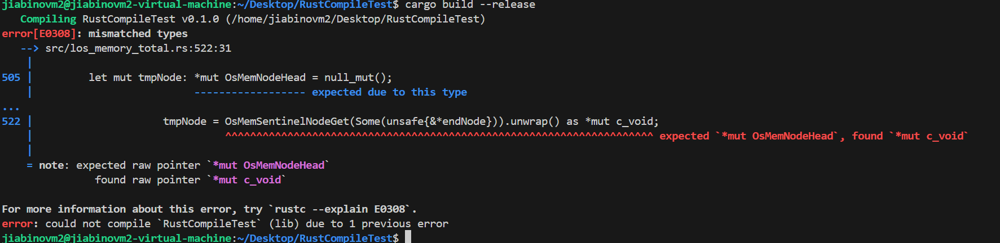 jiabinovm2@jiabinovm2-virtual-machine:~/Desktop/RustCompileTest$ cargo build --release
   Compiling RustCompileTest v0.1.0 (/home/jiabinovm2/Desktop/RustCompileTest)
error[E0308]: mismatched types
   --> src/los_memory_total.rs:522:31
    |
505 |         let mut tmpNode: *mut OsMemNodeHead = null_mut();
    |                          ------------------ expected due to this type
...
522 |                     tmpNode = OsMemSentinelNodeGet(Some(unsafe{&*endNode})).unwrap() as *mut c_void;
    |                               ^^^^^^^^^^^^^^^^^^^^^^^^^^^^^^^^^^^^^^^^^^^^^^^^^^^^^^^^^^^^^^^^^^^^^ expected `*mut OsMemNodeHead`, found `*mut c_void`
    |
    = note: expected raw pointer `*mut OsMemNodeHead`
               found raw pointer `*mut c_void`

For more information about this error, try `rustc --explain E0308`.
error: could not compile `RustCompileTest` (lib) due to 1 previous error
jiabinovm2@jiabinovm2-virtual-machine:~/Desktop/RustCompileTest$